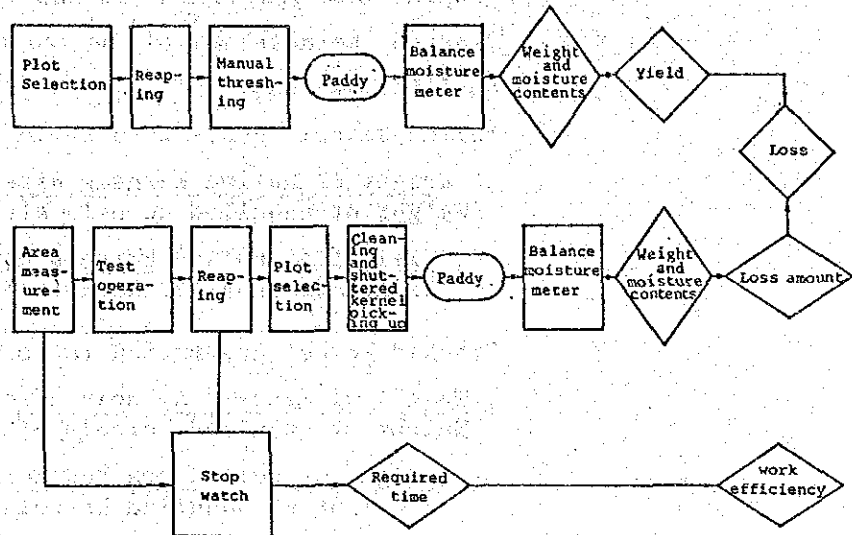 Plot
Selection
Reap-
ing
Manual
thresh-
ing
Paddy
Balance
moisture
meter
Weight
and
moisture
contents
Yield
Loss
Area
meas-
ure-
ment
Test
operation
Reap-
ing
Plot
selec-
tion
Clean-
ing
and
shut-
tered
kernel
pick-
ing up
Paddy
Balance
moisture
meter
Weight
and
moisture
contents
Loss amount
Stop
watch
Required
time
work
efficiency